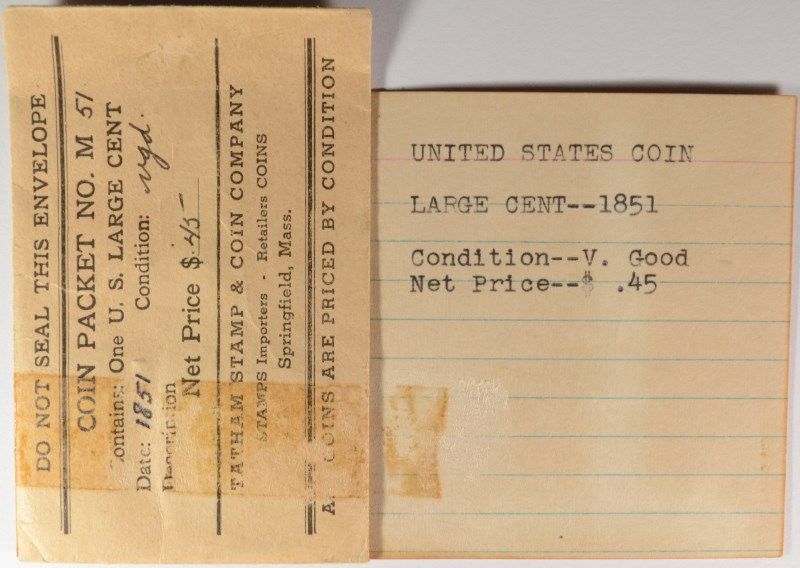 DO NOT SEAL THIS ENVELOPE
COIN PACKET NO. M 51
Contains: One U. S. LARGE CENT
Date: 1851 Condition: vgd.
Description
Net Price $ .45-
TATHAM STAMP & COIN COMPANY
STAMPS Importers - Retailers COINS
Springfield, Mass.
A COINS ARE PRICED BY CONDITION
UNITED STATES COIN
LARGE CENT--1851
Condition--V. Good
Net Price--$ .45